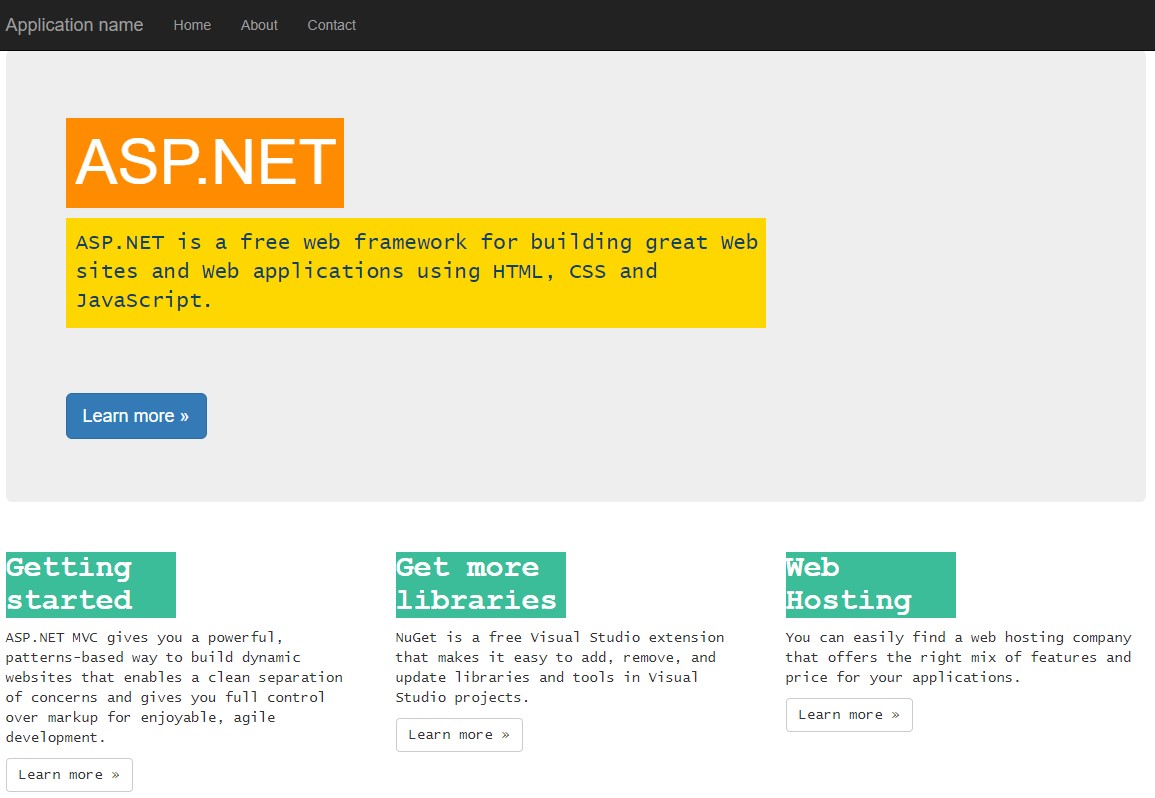 Application name Home About Contact
ASP.NET
ASP.NET is a free web framework for building great Web
sites and Web applications using HTML, CSS and
JavaScript.
Learn more »
Getting
started
ASP.NET MVC gives you a powerful,
patterns-based way to build dynamic
websites that enables a clean separation
of concerns and gives you full control
over markup for enjoyable, agile
development.
Learn more »
Get more
libraries
NuGet is a free Visual Studio extension
that makes it easy to add, remove, and
update libraries and tools in Visual
Studio projects.
Learn more »
Web
Hosting
You can easily find a web hosting company
that offers the right mix of features and
price for your applications.
Learn more »